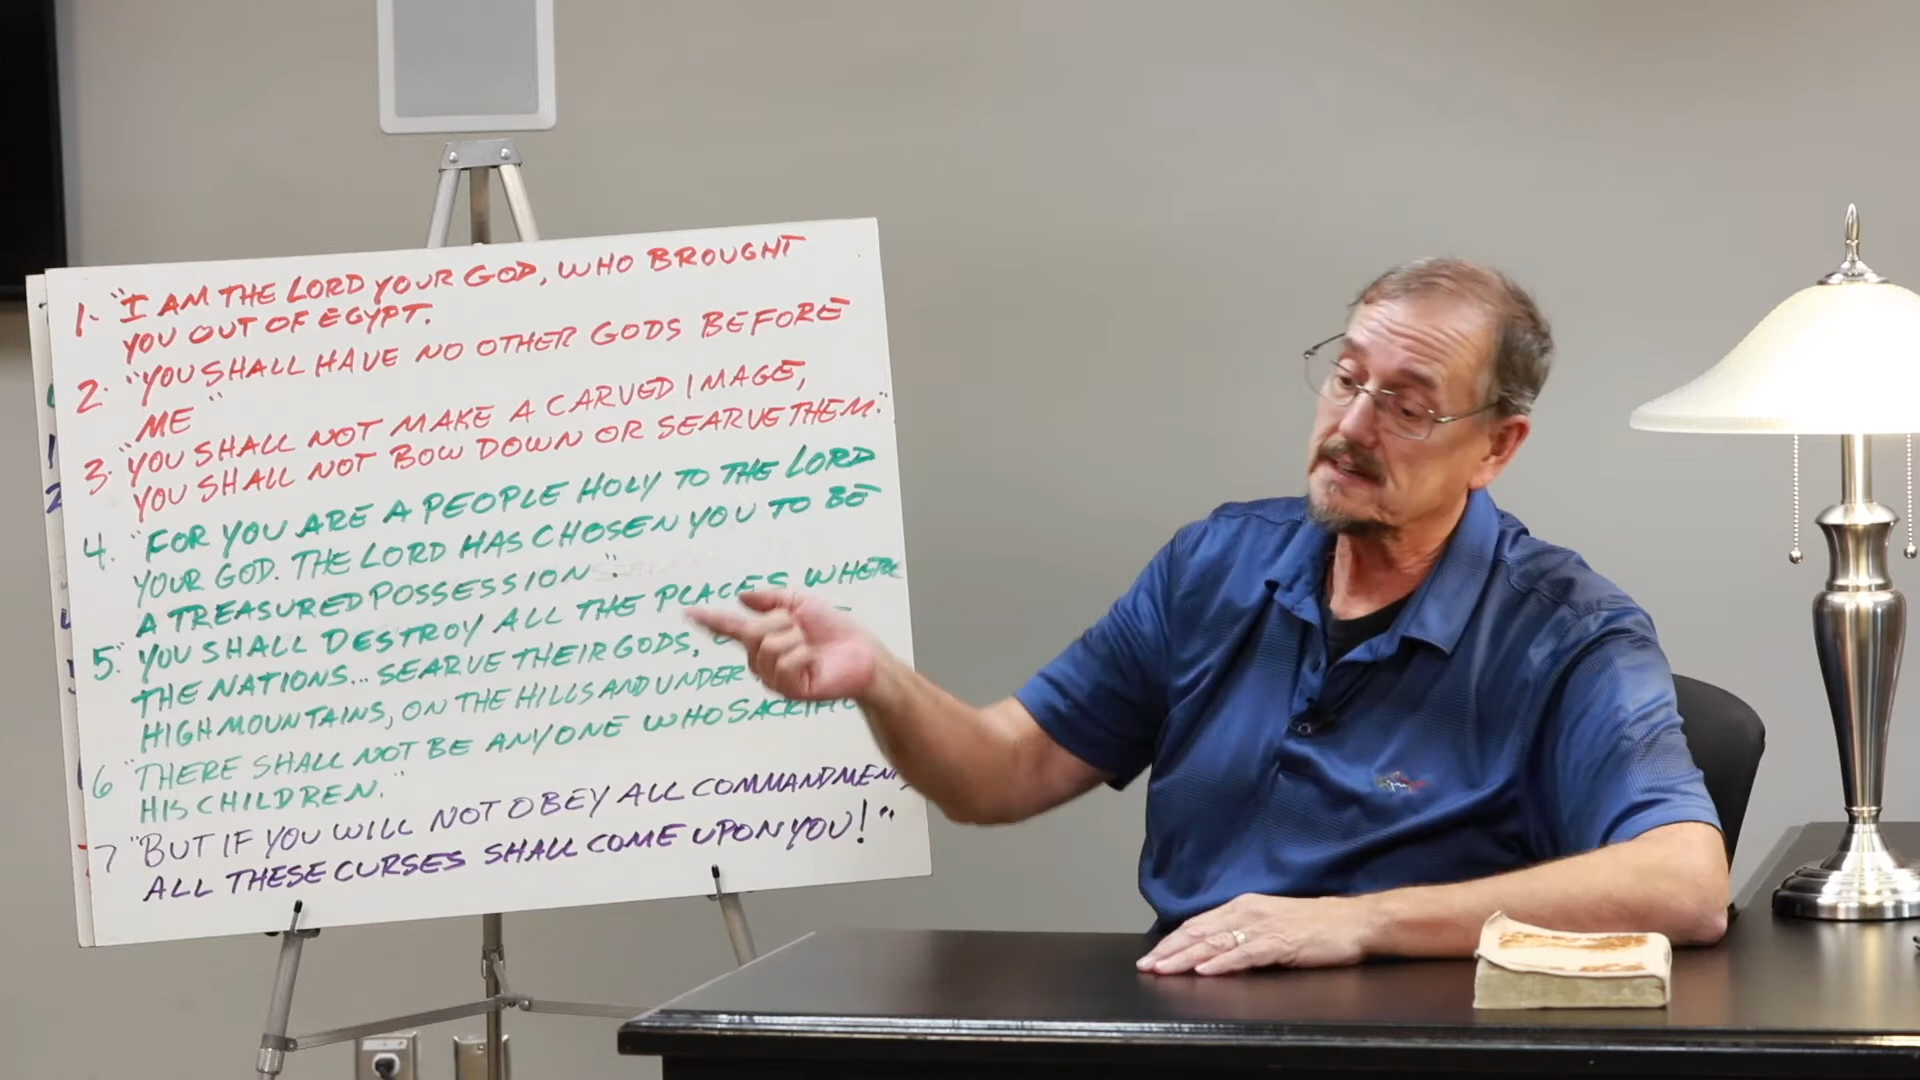 1. "I AM THE LORD YOUR GOD, WHO BROUGHT
YOU OUT OF EGYPT.
2. "YOU SHALL HAVE NO OTHER GODS BEFORE
ME"
3. "YOU SHALL NOT MAKE A CARVED IMAGE,
YOU SHALL NOT BOW DOWN OR SEARVE THEM."
4. "FOR YOU ARE A PEOPLE HOLY TO THE LORD
YOUR GOD. THE LORD HAS CHOSEN YOU TO BE
A TREASURED POSSESSION".
5. "YOU SHALL DESTROY ALL THE PLACES WHERE
THE NATIONS... SEARVE THEIR GODS,
HIGH MOUNTAINS, ON THE HILLS AND UNDER
6 "THERE SHALL NOT BE ANYONE WHO
HIS CHILDREN."
7 "BUT IF YOU WILL NOT OBEY ALL
ALL THESE CURSES SHALL COME UPON YOU!"